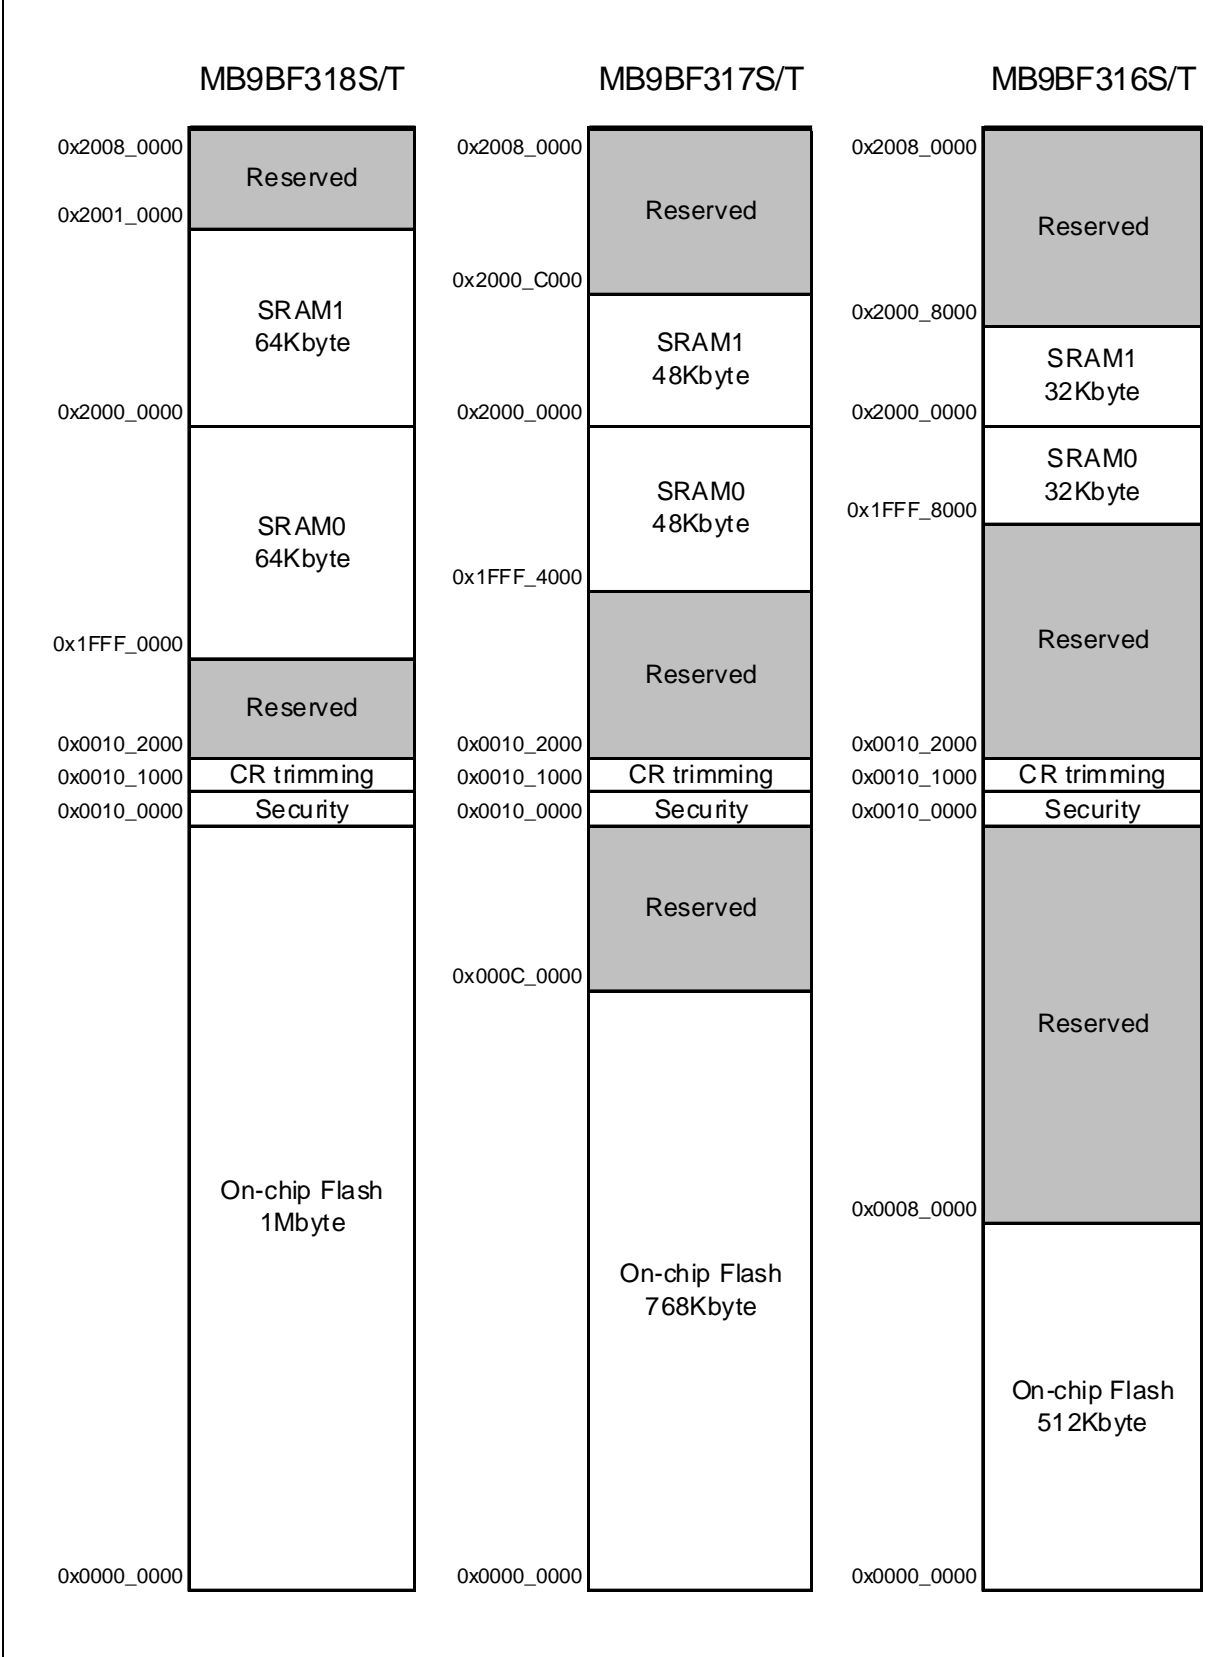 MB9BF318S/T
0x2008_0000
Reserved
0x2001_0000
SRAM1
64Kbyte
0x2000_0000
SRAM0
64Kbyte
0x1FFF_0000
Reserved
0x0010_2000
CR trimming
0x0010_1000
Security
0x0010_0000
On-chip Flash
1Mbyte
0x0000_0000
MB9BF317S/T
0x2008_0000
Reserved
0x2000_C000
SRAM1
48Kbyte
0x2000_0000
SRAM0
48Kbyte
0x1FFF_4000
Reserved
0x0010_2000
CR trimming
0x0010_1000
Security
0x0010_0000
Reserved
0x000C_0000
On-chip Flash
768Kbyte
0x0000_0000
MB9BF316S/T
0x2008_0000
Reserved
0x2000_8000
SRAM1
32Kbyte
0x2000_0000
SRAM0
32Kbyte
0x1FFF_8000
Reserved
0x0010_2000
CR trimming
0x0010_1000
Security
0x0010_0000
Reserved
0x0008_0000
On-chip Flash
512Kbyte
0x0000_0000